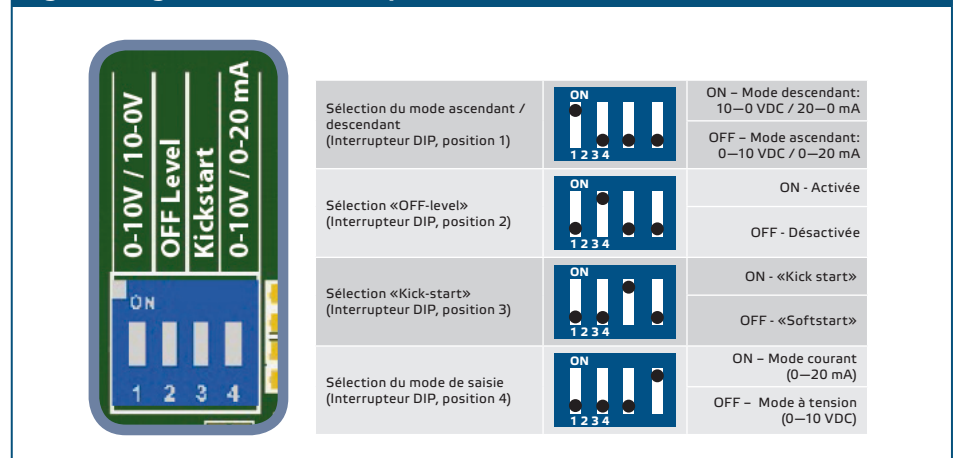 0-10V / 10-0V
OFF Level
Kickstart
0-10V / 0-20 mA
ON
1 2 3 4
Sélection du mode ascendant /
descendant
(Interrupteur DIP, position 1)
ON
1 2 3 4
ON – Mode descendant:
10—0 VDC / 20—0 mA
OFF – Mode ascendant:
0—10 VDC / 0—20 mA
Sélection «OFF-level»
(Interrupteur DIP, position 2)
ON
1 2 3 4
ON - Activée
OFF - Désactivée
Sélection «Kick-start»
(Interrupteur DIP, position 3)
ON
1 2 3 4
ON - «Kick start»
OFF - «Softstart»
Sélection du mode de saisie
(Interrupteur DIP, position 4)
ON
1 2 3 4
ON – Mode courant
(0—20 mA)
OFF – Mode à tension
(0—10 VDC)